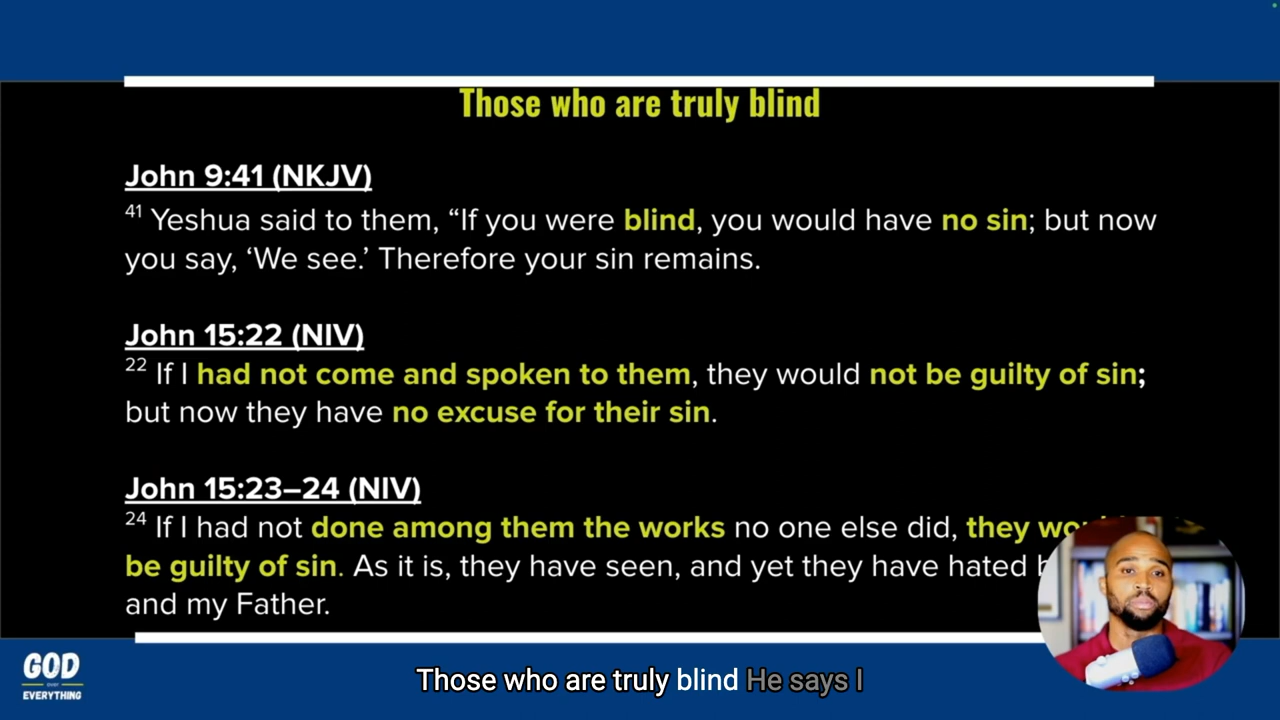 Those who are truly blind
John 9:41 (NKJV)
41 Yeshua said to them, “If you were blind, you would have no sin; but now
you say, ‘We see.’ Therefore your sin remains.
John 15:22 (NIV)
22 If I had not come and spoken to them, they would not be guilty of sin;
but now they have no excuse for their sin.
John 15:23–24 (NIV)
24 If I had not done among them the works no one else did, they
be guilty of sin. As it is, they have seen, and yet they have hated
and my Father.
GOD
EVERYTHING
Those who are truly blind He says I